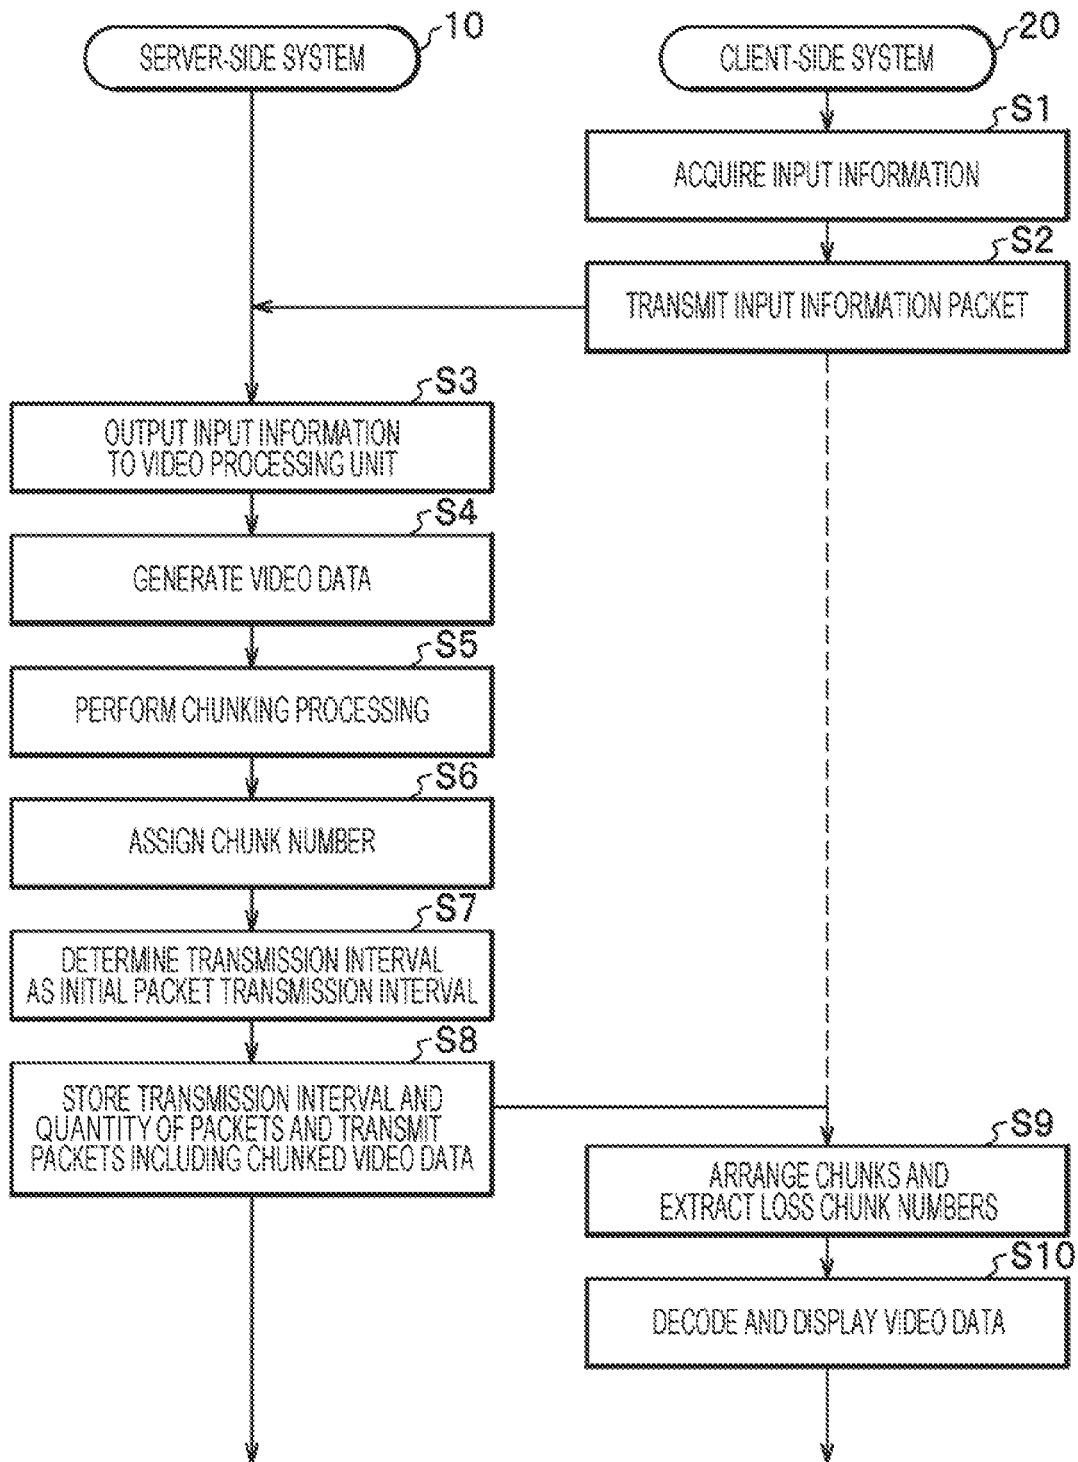 10
SERVER-SIDE SYSTEM
20
CLIENT-SIDE SYSTEM
S1
ACQUIRE INPUT INFORMATION
S2
TRANSMIT INPUT INFORMATION PACKET
S3
OUTPUT INPUT INFORMATION
TO VIDEO PROCESSING UNIT
S4
GENERATE VIDEO DATA
S5
PERFORM CHUNKING PROCESSING
S6
ASSIGN CHUNK NUMBER
S7
DETERMINE TRANSMISSION INTERVAL
AS INITIAL PACKET TRANSMISSION INTERVAL
S8
STORE TRANSMISSION INTERVAL AND
QUANTITY OF PACKETS AND TRANSMIT
PACKETS INCLUDING CHUNKED VIDEO DATA
S9
ARRANGE CHUNKS AND
EXTRACT LOSS CHUNK NUMBERS
S10
DECODE AND DISPLAY VIDEO DATA